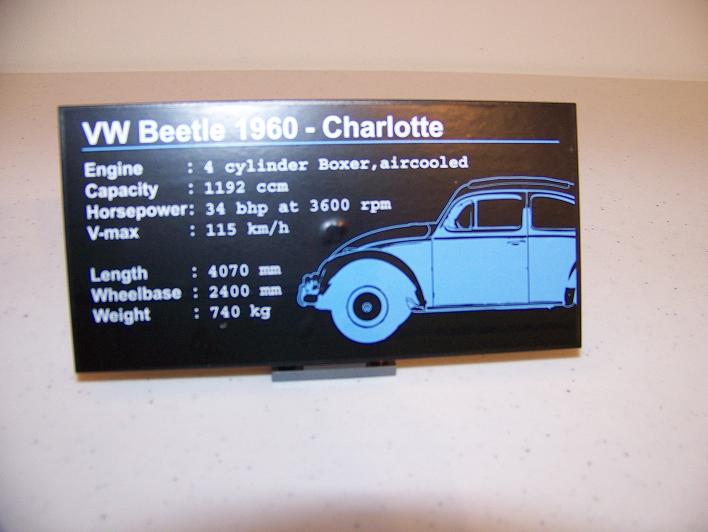 VW Beetle 1960 - Charlotte
Engine : 4 cylinder Boxer,aircooled
Capacity : 1192 ccm
Horsepower: 34 bhp at 3600 rpm
V-max : 115 km/h
Length : 4070 mm
Wheelbase : 2400 mm
Weight : 740 kg